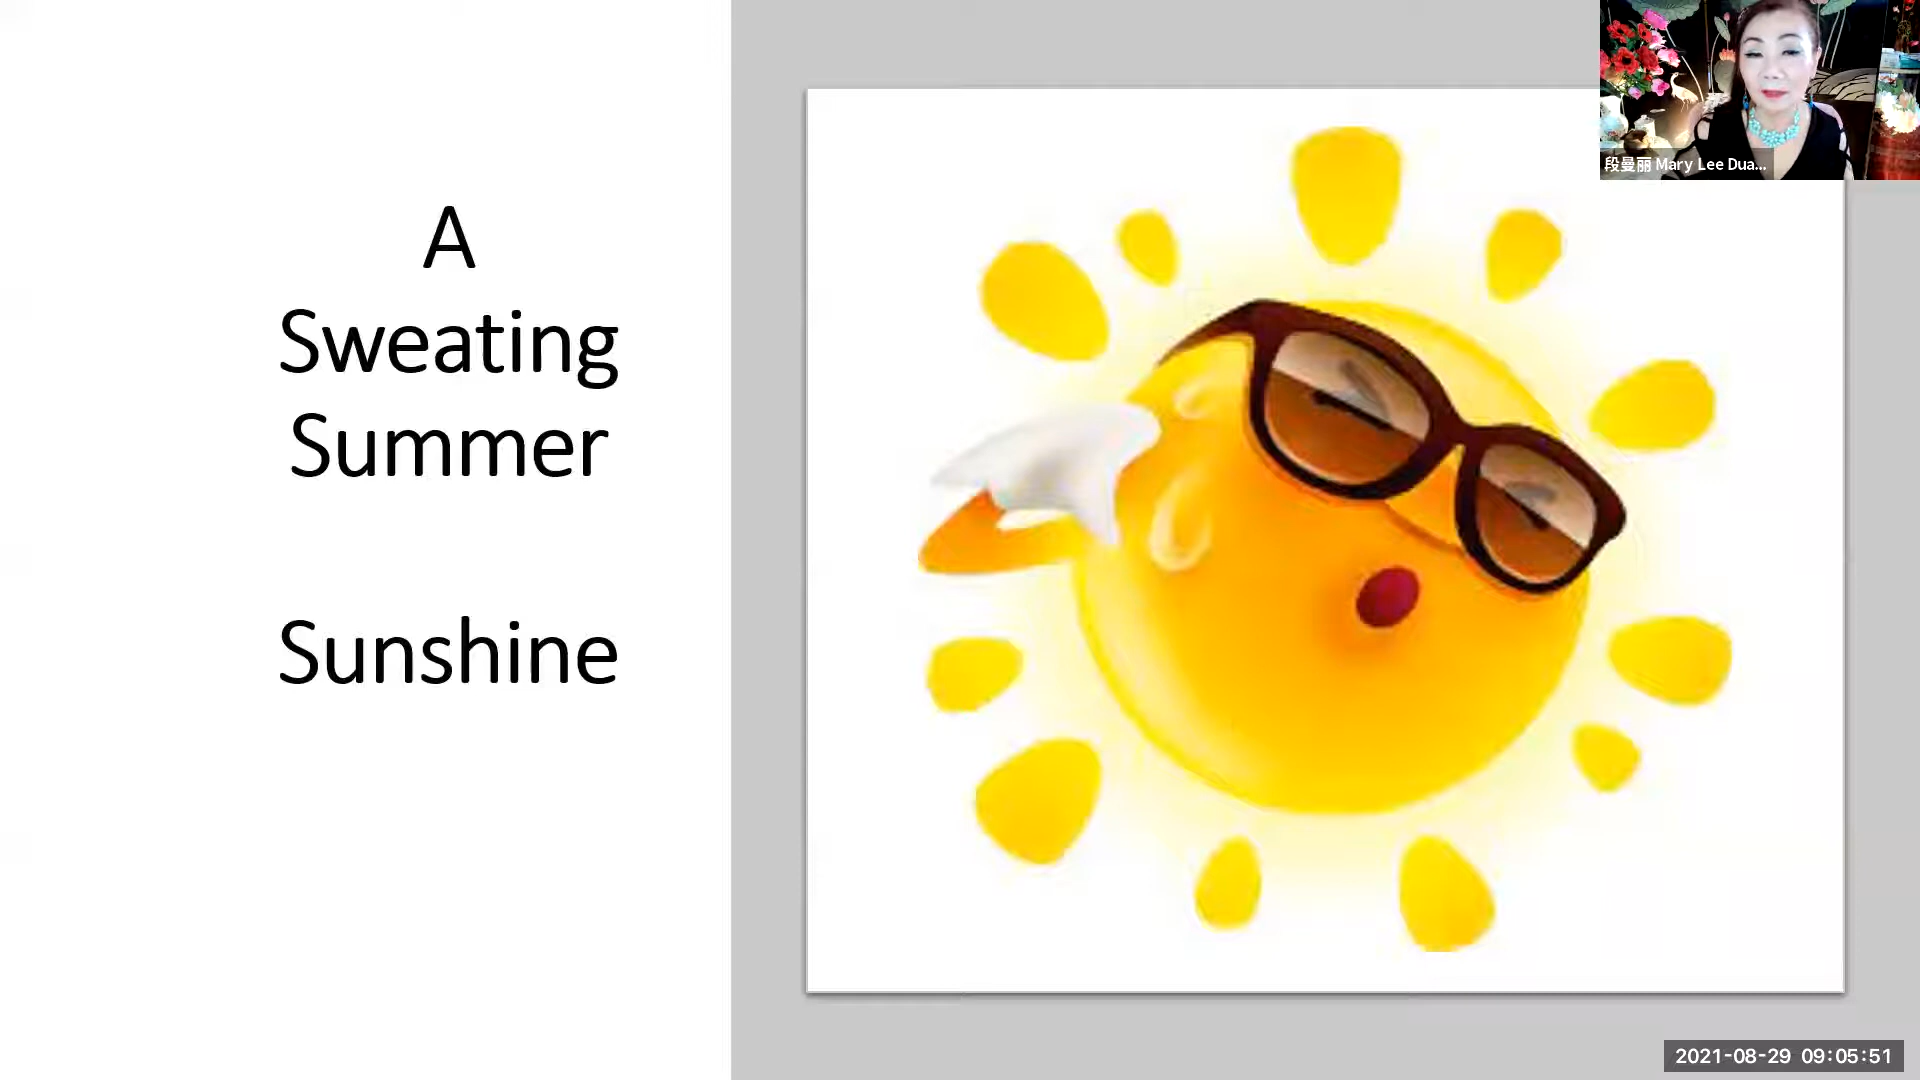 A
Sweating
Summer
Sunshine
段曼丽 Mary Lee Dua...
2021-08-29 09:05:51